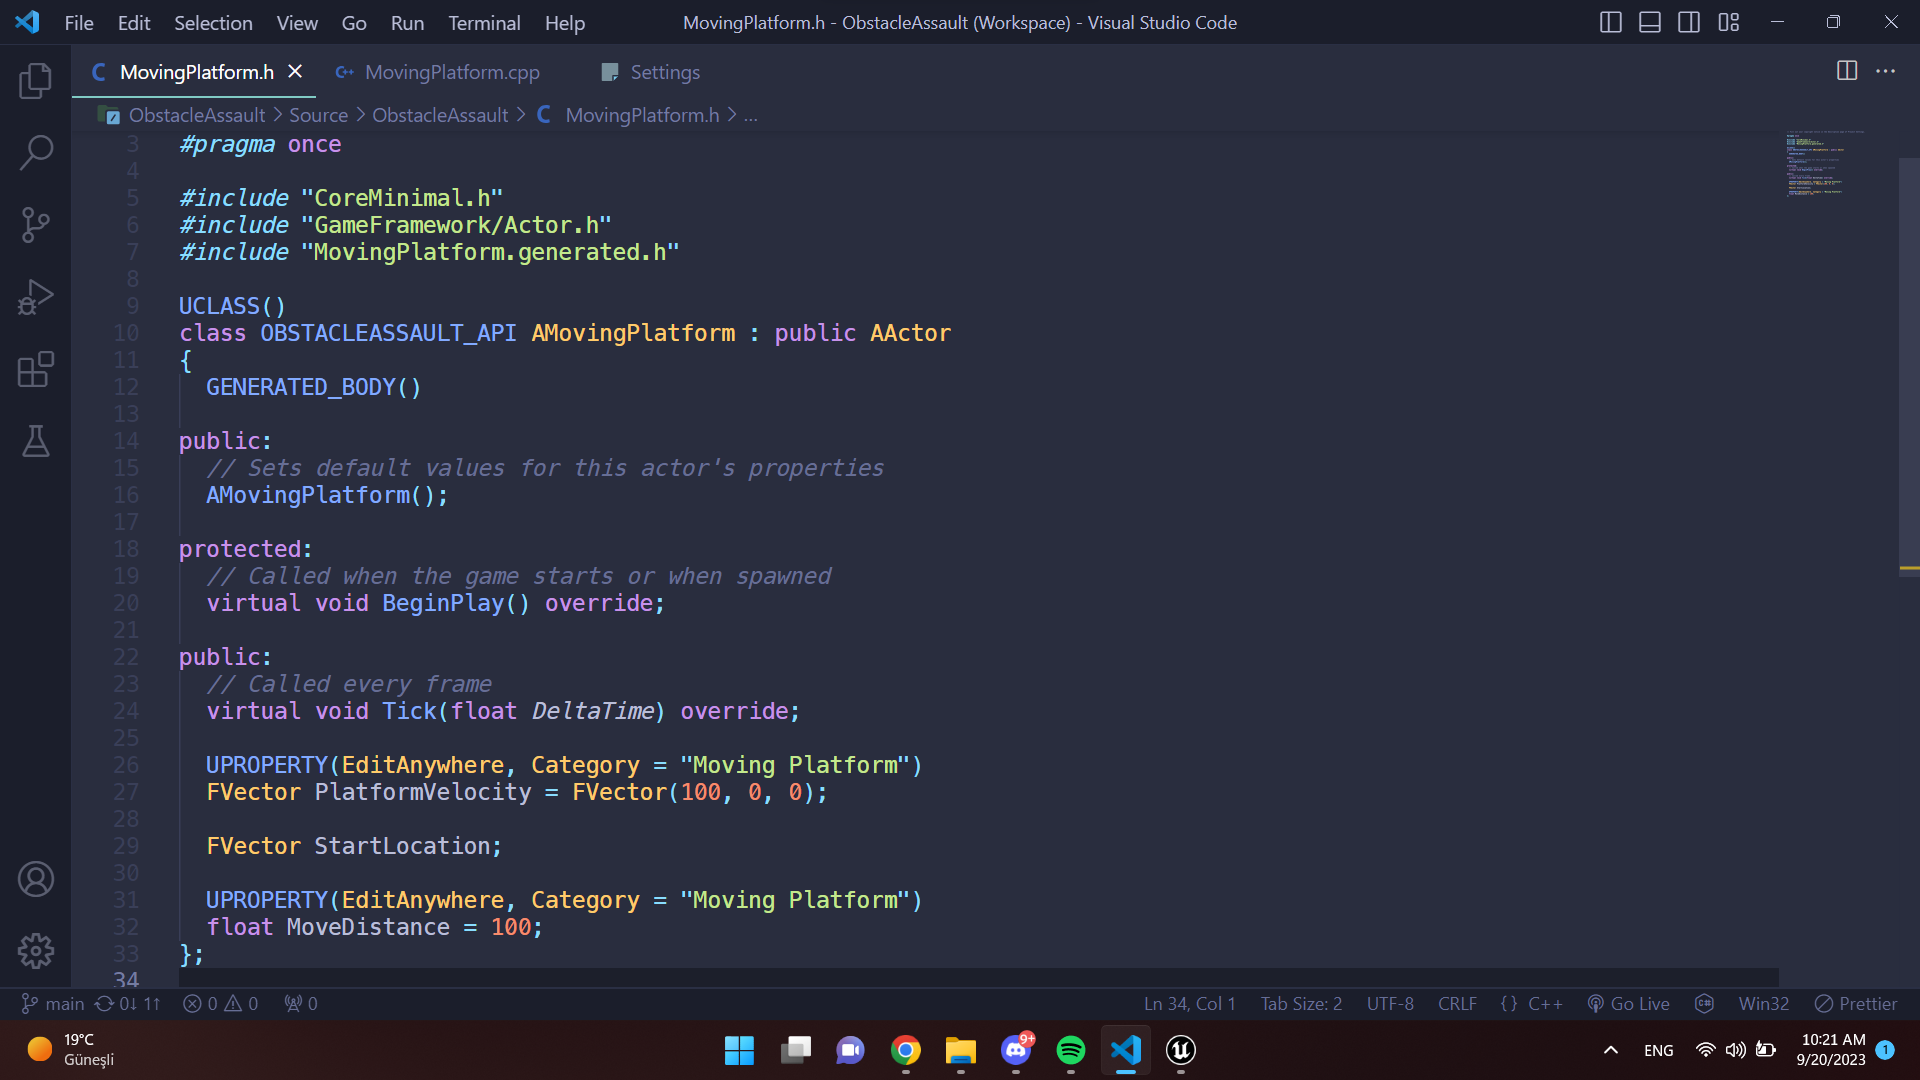 File Edit Selection View Go Run Terminal Help MovingPlatform.h - ObstacleAssault (Workspace) - Visual Studio Code
MovingPlatform.h MovingPlatform.cpp Settings
ObstacleAssault > Source > ObstacleAssault > MovingPlatform.h > ...
3 #pragma once
4
5 #include "CoreMinimal.h"
6 #include "GameFramework/Actor.h"
7 #include "MovingPlatform.generated.h"
8
9 UCLASS()
10 class OBSTACLEASSAULT_API AMovingPlatform : public AActor
11 {
12 GENERATED_BODY()
13
14 public:
15 // Sets default values for this actor's properties
16 AMovingPlatform();
17
18 protected:
19 // Called when the game starts or when spawned
20 virtual void BeginPlay() override;
21
22 public:
23 // Called every frame
24 virtual void Tick(float DeltaTime) override;
25
26 UPROPERTY(EditAnywhere, Category = "Moving Platform")
27 FVector PlatformVelocity = FVector(100, 0, 0);
28
29 FVector StartLocation;
30
31 UPROPERTY(EditAnywhere, Category = "Moving Platform")
32 float MoveDistance = 100;
33 };
34
main 0↓ 1↑ 0 0 0 Ln 34, Col 1 Tab Size: 2 UTF-8 CRLF {} C++ Go Live Win32 Prettier
19°C
Güneşli
9+
ENG
10:21 AM
9/20/2023
1